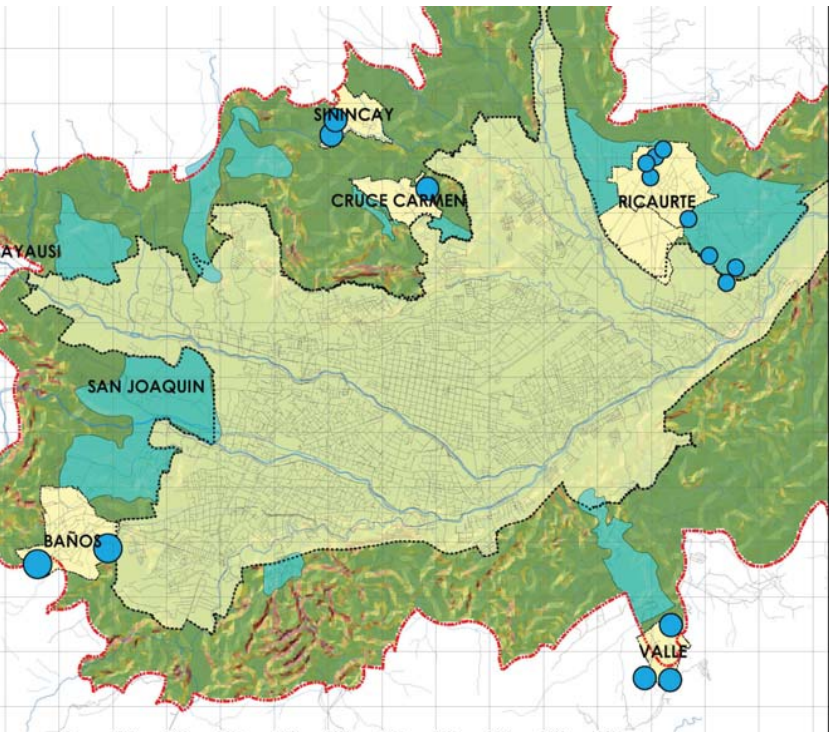 SININCAY
CRUCE CARMEN
RICAURTE
AYAUSI
SAN JOAQUIN
BAÑOS
VALLE